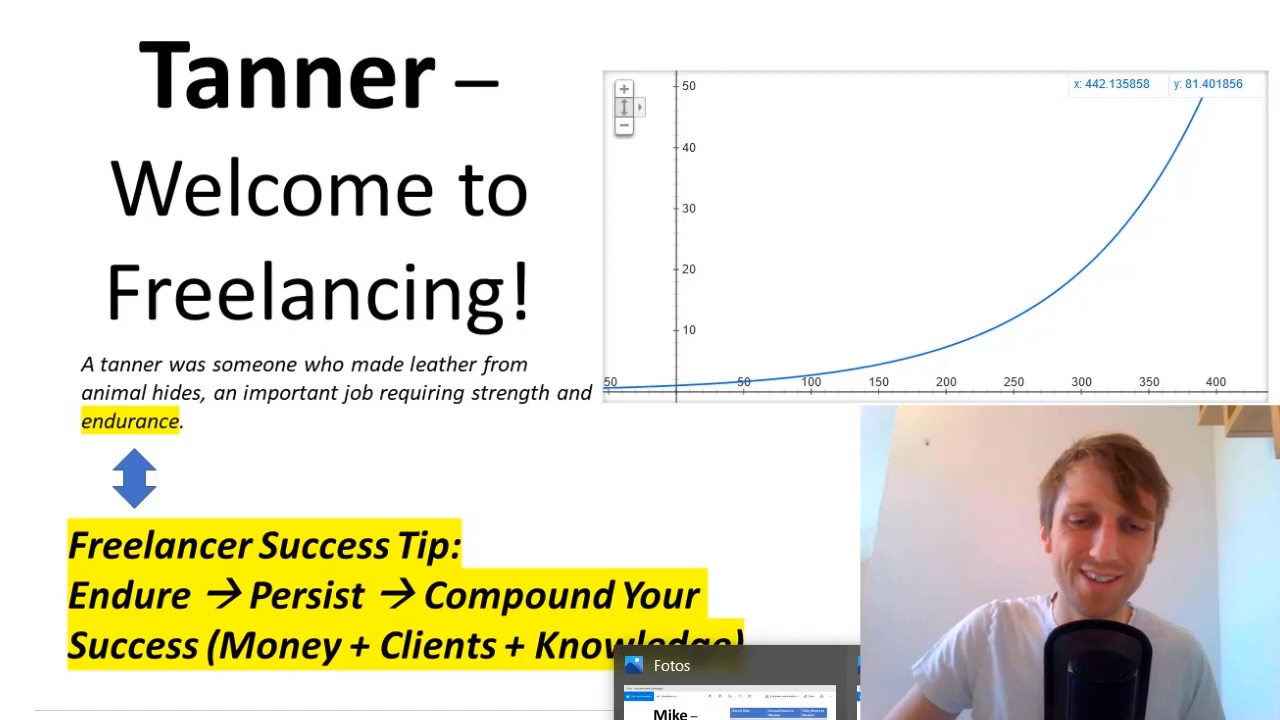 Tanner –
Welcome to
Freelancing!
A tanner was someone who made leather from
animal hides, an important job requiring strength and
endurance.
Freelancer Success Tip:
Endure → Persist → Compound Your
Success (Money + Clients + Knowledge)
x: 442.135858 y: 81.401856
50
40
30
20
10
50 50 100 150 200 250 300 350 400
Fotos
Mike –